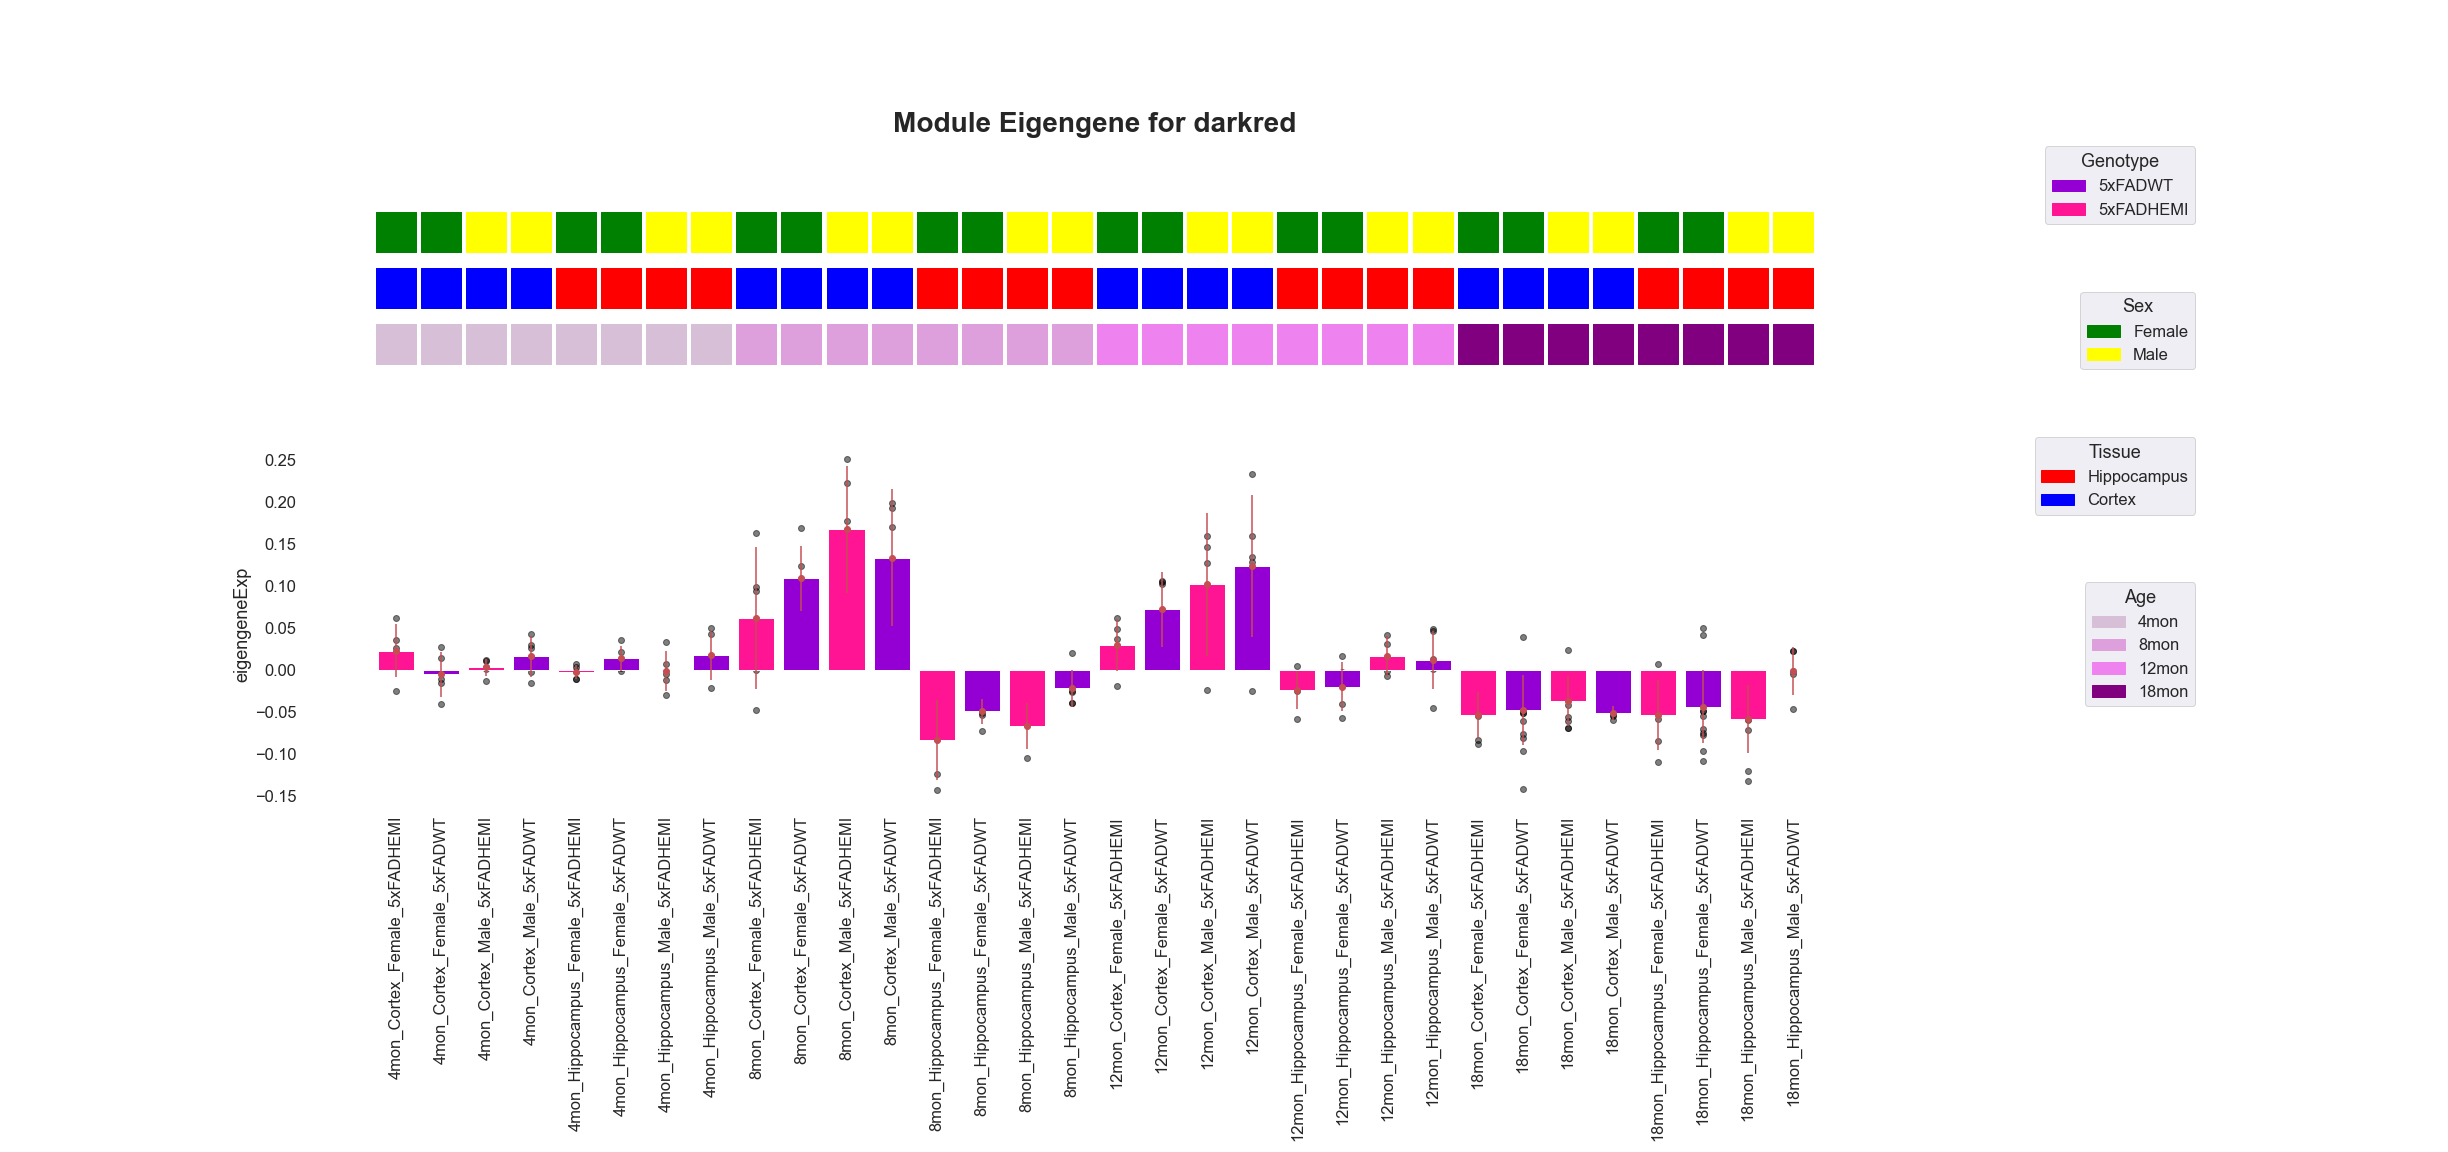 Module Eigengene for darkred
Genotype
5xFADWT
5xFADHEMI
Sex
Female
Male
Tissue
Hippocampus
Cortex
Age
4mon
8mon
12mon
18mon
eigengeneExp
0.25
0.20
0.15
0.10
0.05
0.00
−0.05
−0.10
−0.15
4mon_Cortex_Female_5xFADHEMI
4mon_Cortex_Female_5xFADWT
4mon_Cortex_Male_5xFADHEMI
4mon_Cortex_Male_5xFADWT
4mon_Hippocampus_Female_5xFADHEMI
4mon_Hippocampus_Female_5xFADWT
4mon_Hippocampus_Male_5xFADHEMI
4mon_Hippocampus_Male_5xFADWT
8mon_Cortex_Female_5xFADHEMI
8mon_Cortex_Female_5xFADWT
8mon_Cortex_Male_5xFADHEMI
8mon_Cortex_Male_5xFADWT
8mon_Hippocampus_Female_5xFADHEMI
8mon_Hippocampus_Female_5xFADWT
8mon_Hippocampus_Male_5xFADHEMI
8mon_Hippocampus_Male_5xFADWT
12mon_Cortex_Female_5xFADHEMI
12mon_Cortex_Female_5xFADWT
12mon_Cortex_Male_5xFADHEMI
12mon_Cortex_Male_5xFADWT
12mon_Hippocampus_Female_5xFADHEMI
12mon_Hippocampus_Female_5xFADWT
12mon_Hippocampus_Male_5xFADHEMI
12mon_Hippocampus_Male_5xFADWT
18mon_Cortex_Female_5xFADHEMI
18mon_Cortex_Female_5xFADWT
18mon_Cortex_Male_5xFADHEMI
18mon_Cortex_Male_5xFADWT
18mon_Hippocampus_Female_5xFADHEMI
18mon_Hippocampus_Female_5xFADWT
18mon_Hippocampus_Male_5xFADHEMI
18mon_Hippocampus_Male_5xFADWT